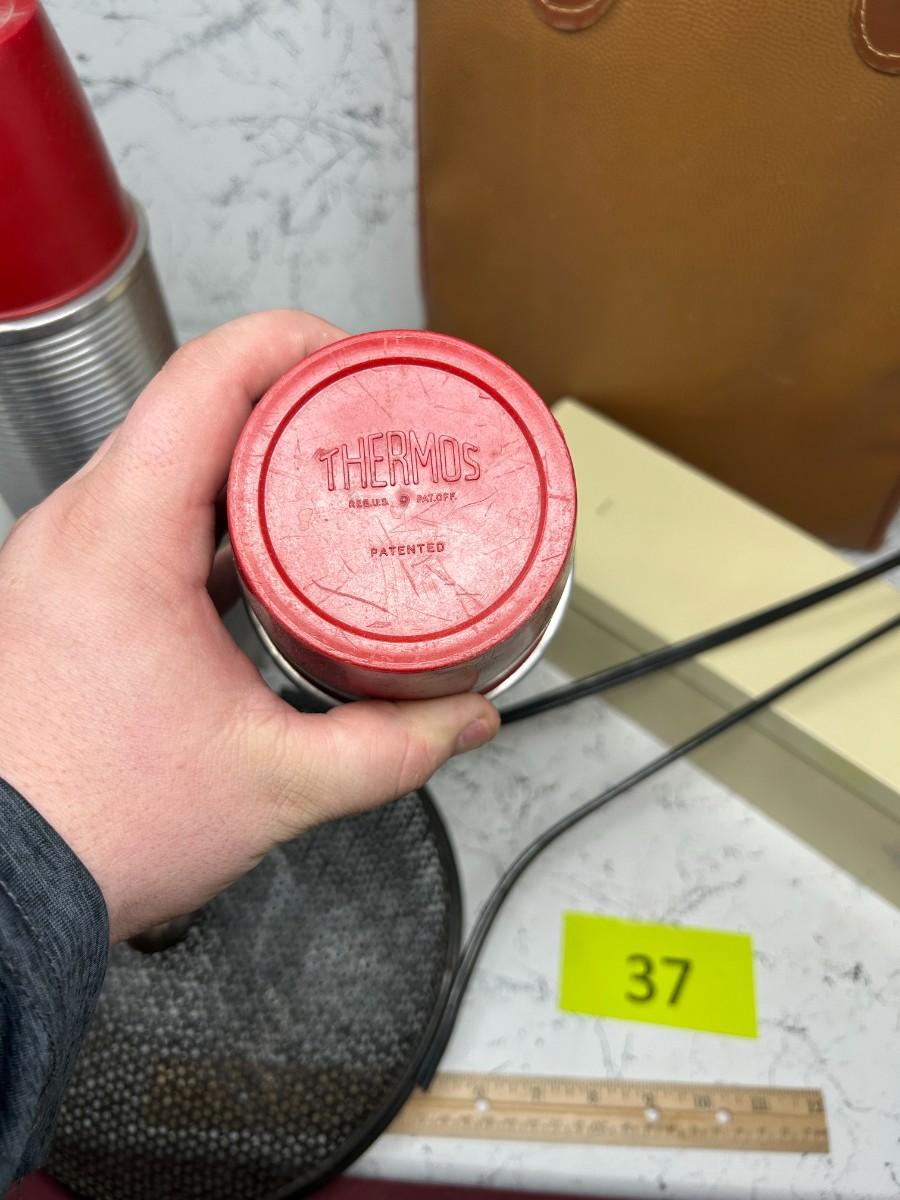 THERMOS
REG.U.S. PAT.OFF.
PATENTED
37